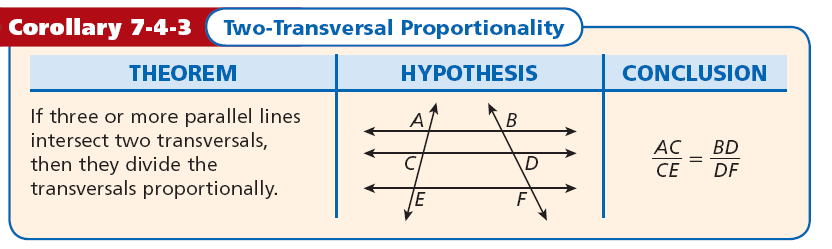 Corollary 7-4-3 Two-Transversal Proportionality
THEOREM HYPOTHESIS CONCLUSION
If three or more parallel lines
intersect two transversals,
then they divide the
transversals proportionally.
A B
C D
E F
AC/CE = BD/DF